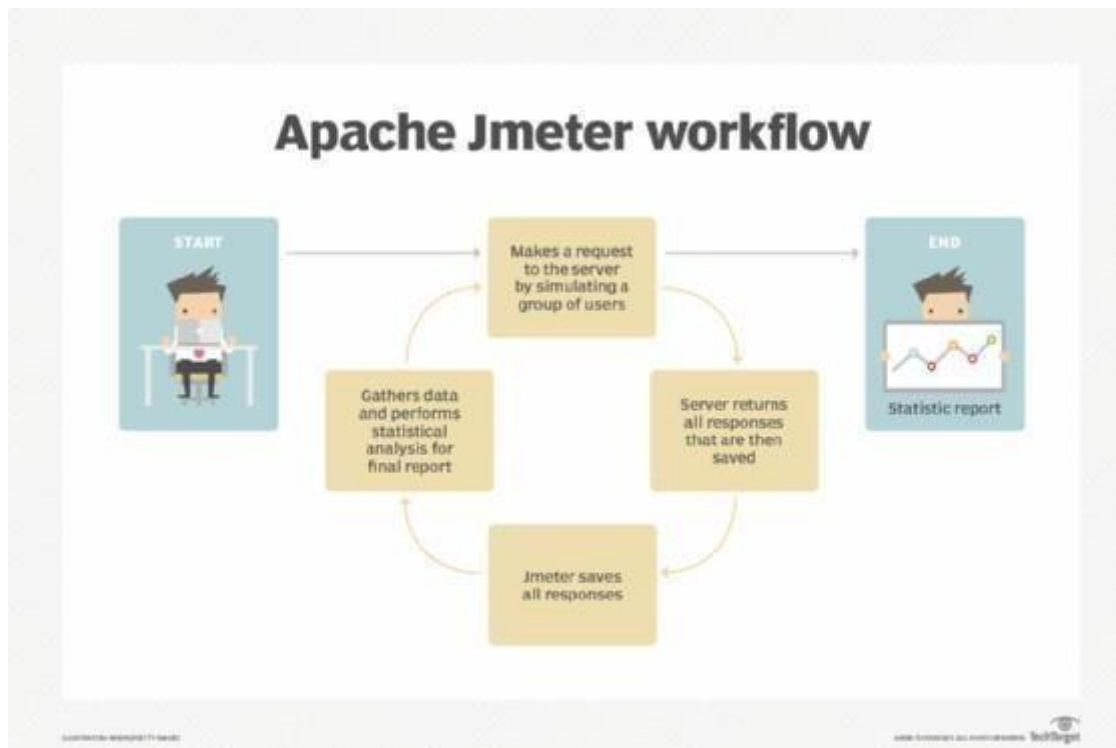 Apache Jmeter workflow
START
Makes a request
to the server
by simulating a
group of users
END
Statistic report
Server returns
all responses
that are then
saved
Jmeter saves
all responses
Gathers data
and performs
statistical
analysis for
final report
TechTarget